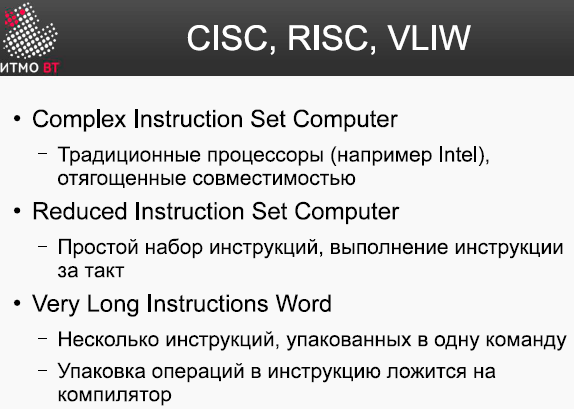 CISC, RISC, VLIW
ИТМО ВТ
• Complex Instruction Set Computer
– Традиционные процессоры (например Intel),
отягощенные совместимостью
• Reduced Instruction Set Computer
– Простой набор инструкций, выполнение инструкции
за такт
• Very Long Instructions Word
– Несколько инструкций, упакованных в одну команду
– Упаковка операций в инструкцию ложится на
компилятор